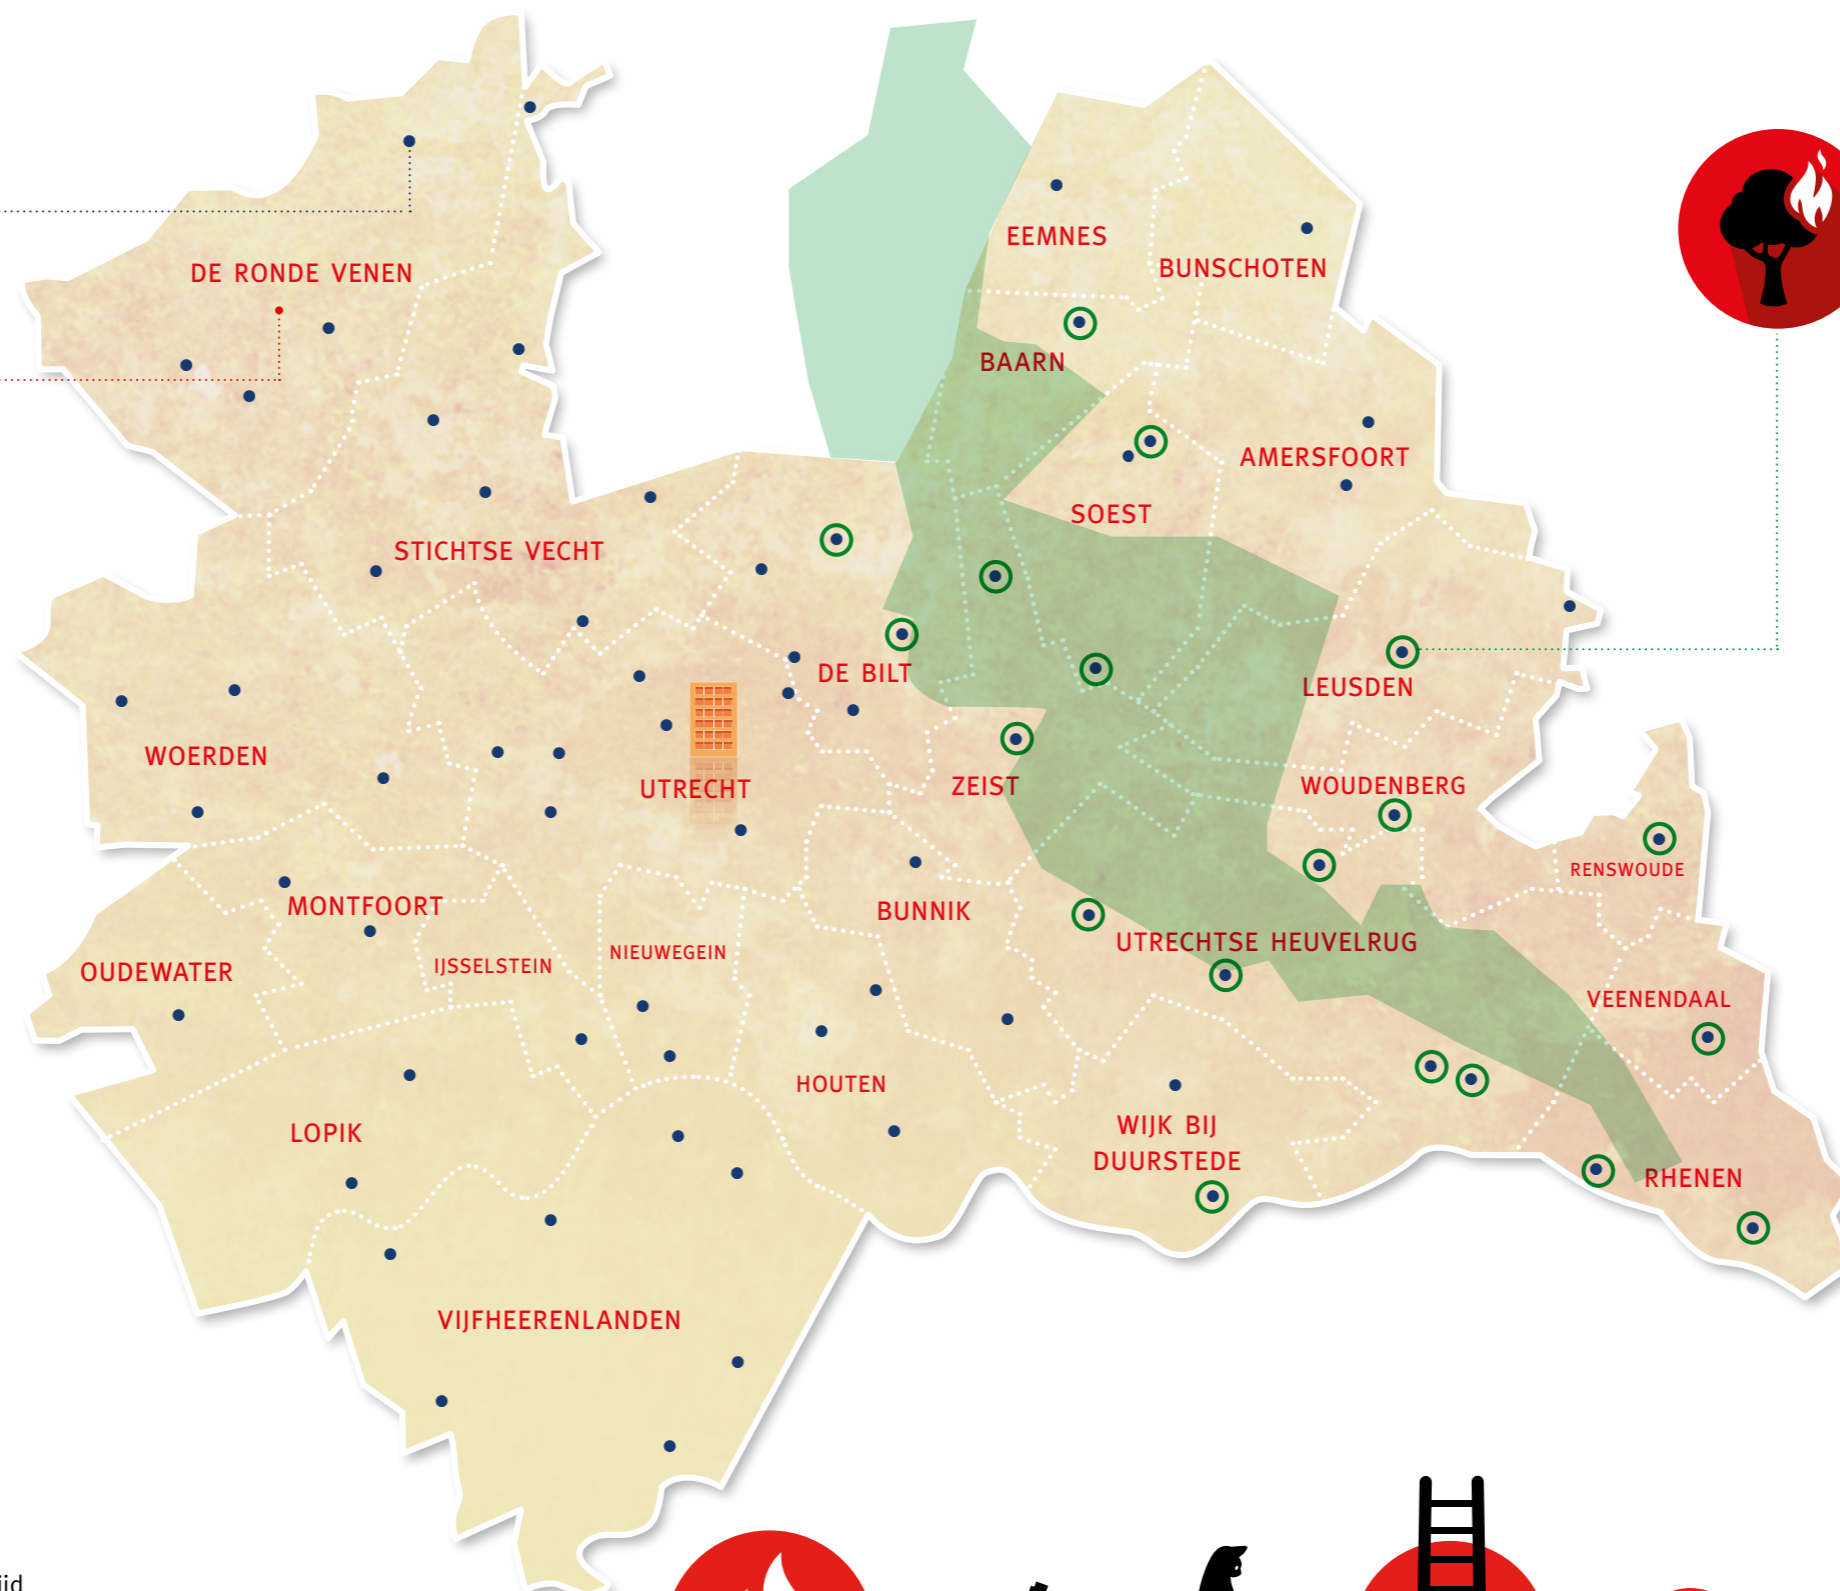 EEMNES
BUNSCHOTEN
DE RONDE VENEN
BAARN
AMERSFOORT
SOEST
STICHTSE VECHT
DE BILT
LEUSDEN
WOERDEN
UTRECHT
ZEIST
WOUDENBERG
RENSWOUDE
MONTFOORT
BUNNIK
UTRECHTSE HEUVELRUG
NIEUWEGEIN
IJSSELSTEIN
OUDEWATER
VEENENDAAL
HOUTEN
LOPIK
WIJK BIJ
DUURSTEDE
RHENEN
VIJFHEERENLANDEN